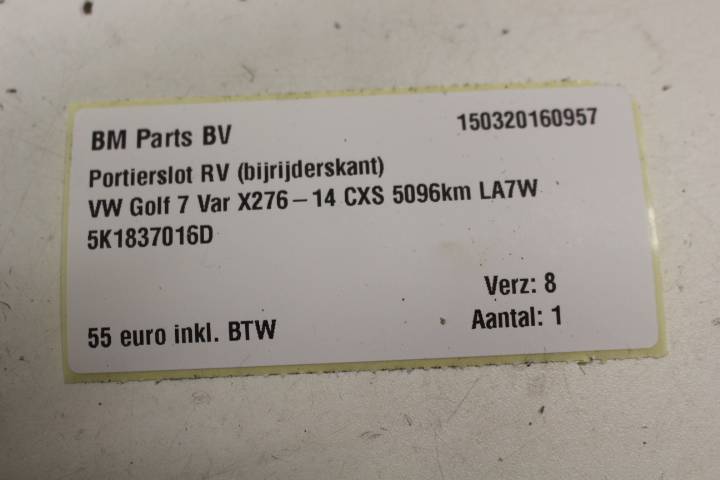 BM Parts BV
150320160957
Portierslot RV (bijrijderskant)
VW Golf 7 Var X276-14 CXS 5096km LA7W
5K1837016D
Verz: 8
55 euro inkl. BTW
Aantal: 1